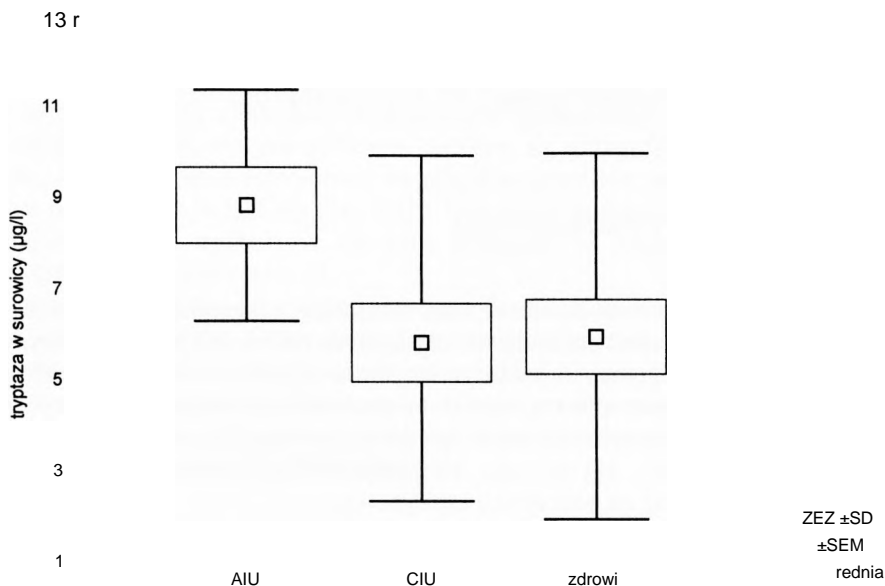 13 r
11
9
7
5
3
1
tryptaza w surowicy (µg/l)
AIU CIU zdrowi
ZEZ ±SD
±SEM
rednia